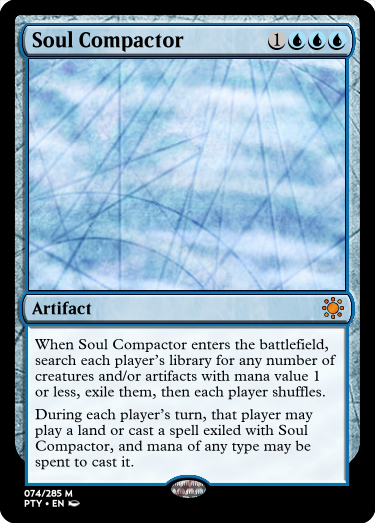 Soul Compactor 1
Artifact
When Soul Compactor enters the battlefield,
search each player's library for any number of
creatures and/or artifacts with mana value 1
or less, exile them, then each player shuffles.
During each player's turn, that player may
play a land or cast a spell exiled with Soul
Compactor, and mana of any type may be
spent to cast it.
074/285 M
PTY • EN